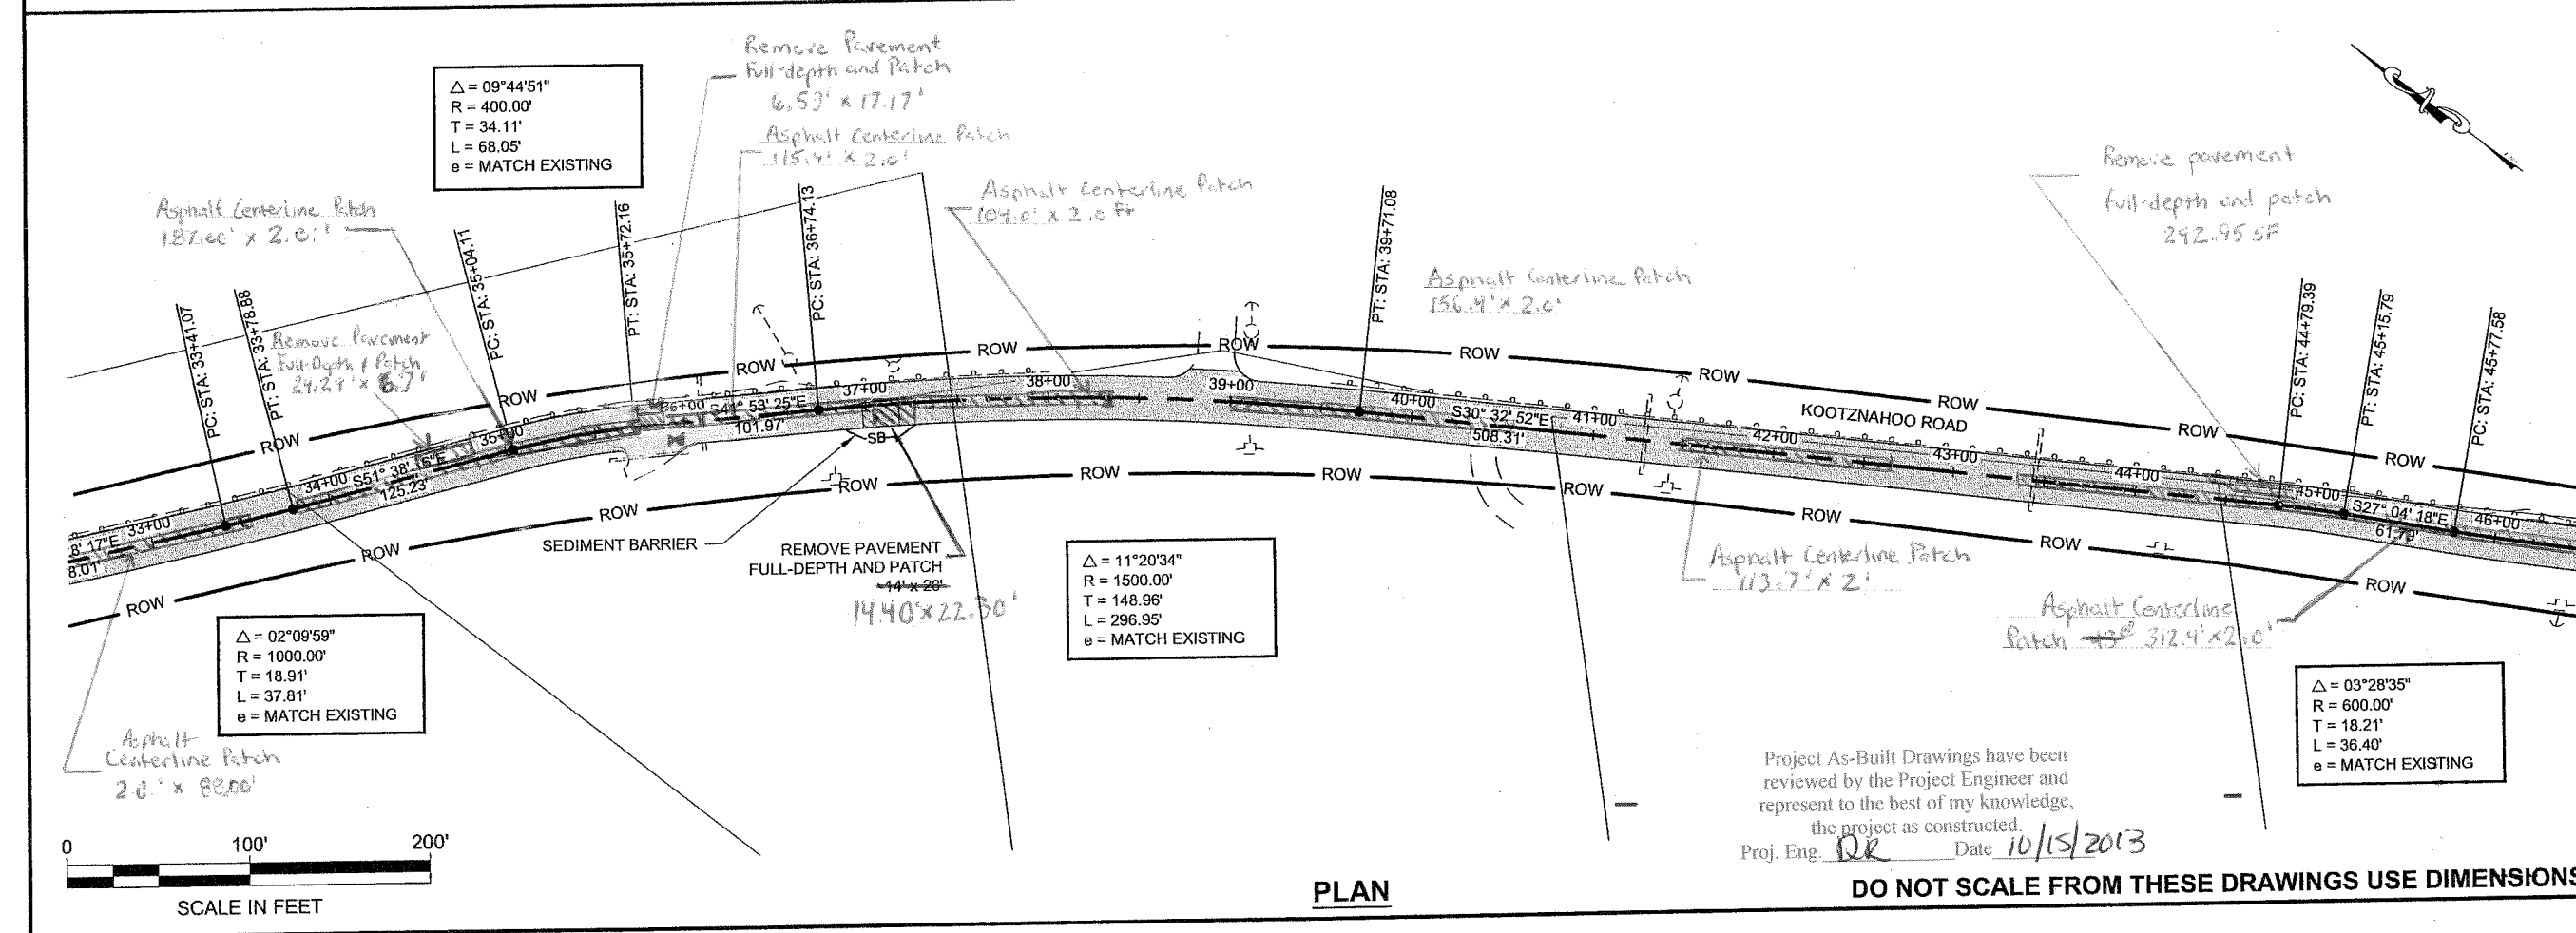 Remove Pavement
Full-depth and Patch
6.53' x 17.17'
Asphalt Centerline Patch
115.4' x 2.0'
△ = 09°44'51"
R = 400.00'
T = 34.11'
L = 68.05'
e = MATCH EXISTING
Asphalt Centerline Patch
x 2.0'
Asphalt Centerline Patch
104.0' x 2.0 ft
Remove pavement
full-depth and patch
292.95 SF
Asphalt Centerline Patch
156.4' x 2.0'
Remove Pavement
Full-Depth & Patch
PC: STA: 33+41.07
PT: STA: 33+78.88
PC: STA: 35+04.11
PT: STA: 35+72.16
PC: STA: 36+74.13
PT: STA: 39+71.08
PC: STA: 44+79.39
PT: STA: 45+15.79
PC: STA: 45+77.58
ROW ROW ROW ROW ROW ROW ROW ROW ROW ROW
KOOTZNAHOO ROAD
33+00 34+00 35+00 36+00 37+00 38+00 39+00 40+00 41+00 42+00 43+00 44+00 45+00 46+00
8' 17"E
8.01'
S51° 38' 16"E
125.23'
S41° 53' 25"E
101.97'
S30° 32' 52"E
508.31'
S27° 04' 18"E
61.79'
SB
ROW ROW ROW ROW ROW ROW ROW ROW ROW ROW
SEDIMENT BARRIER
REMOVE PAVEMENT
FULL-DEPTH AND PATCH
14' x 20'
14.40' x 22.30'
△ = 11°20'34"
R = 1500.00'
T = 148.96'
L = 296.95'
e = MATCH EXISTING
Asphalt Centerline Patch
113.7' x 2'
Asphalt Centerline
Patch 312.4' x 2.0'
△ = 02°09'59"
R = 1000.00'
T = 18.91'
L = 37.81'
e = MATCH EXISTING
△ = 03°28'35"
R = 600.00'
T = 18.21'
L = 36.40'
e = MATCH EXISTING
Asphalt
Centerline Patch
2.0' x 88.00'
Project As-Built Drawings have been
reviewed by the Project Engineer and
represent to the best of my knowledge,
the project as constructed.
Proj. Eng. DR Date 10/15/2013
0 100' 200'
SCALE IN FEET
PLAN
DO NOT SCALE FROM THESE DRAWINGS USE DIMENSIONS